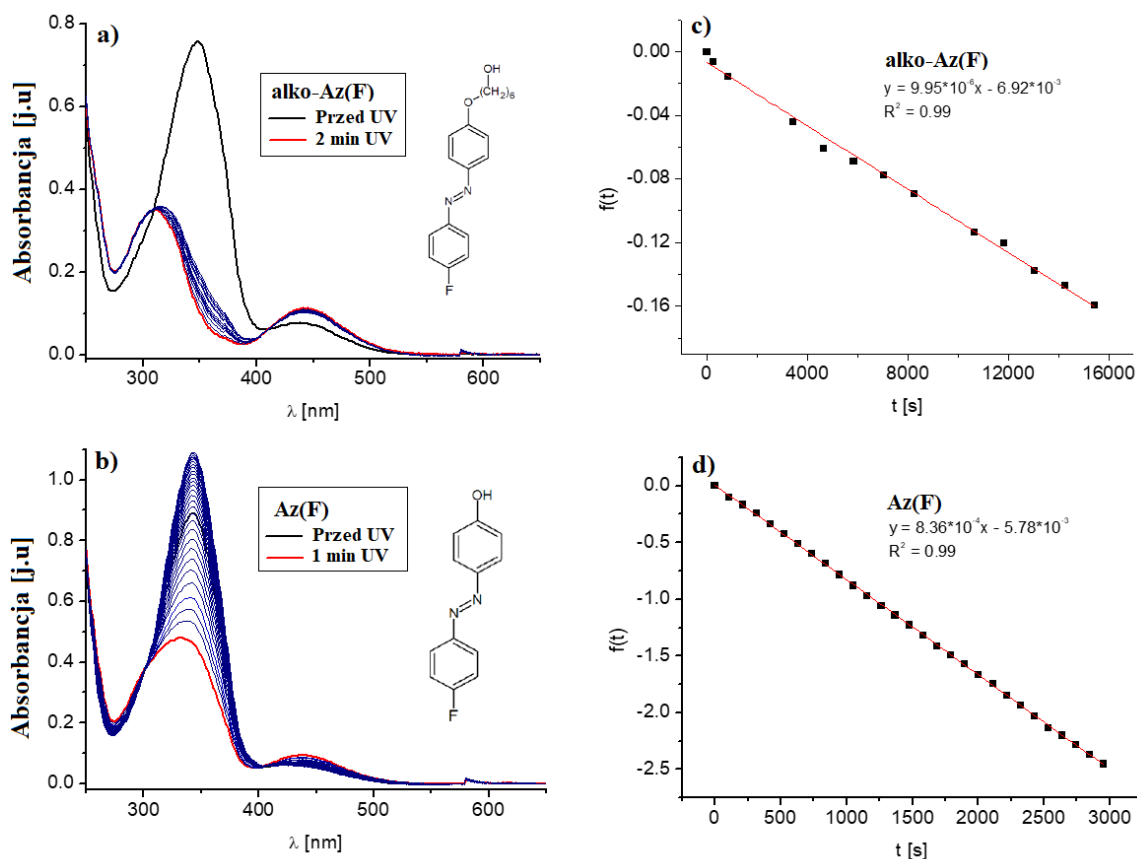 a)
Absorbancja [j.u]
0.8
0.6
0.4
0.2
0.0
300
400
500
600
λ [nm]
alko-Az(F)
Przed UV
2 min UV
OH
(CH₂)₆
O
N
N
F
c)
f(t)
0.00
-0.04
-0.08
-0.12
-0.16
0
4000
8000
12000
16000
t [s]
alko-Az(F)
y = 9.95*10⁻⁶x - 6.92*10⁻³
R² = 0.99
b)
Absorbancja [j.u]
1.0
0.8
0.6
0.4
0.2
0.0
300
400
500
600
λ [nm]
Az(F)
Przed UV
1 min UV
OH
N
N
F
d)
f(t)
0.0
-0.5
-1.0
-1.5
-2.0
-2.5
0
500
1000
1500
2000
2500
3000
t [s]
Az(F)
y = 8.36*10⁻⁴x - 5.78*10⁻³
R² = 0.99